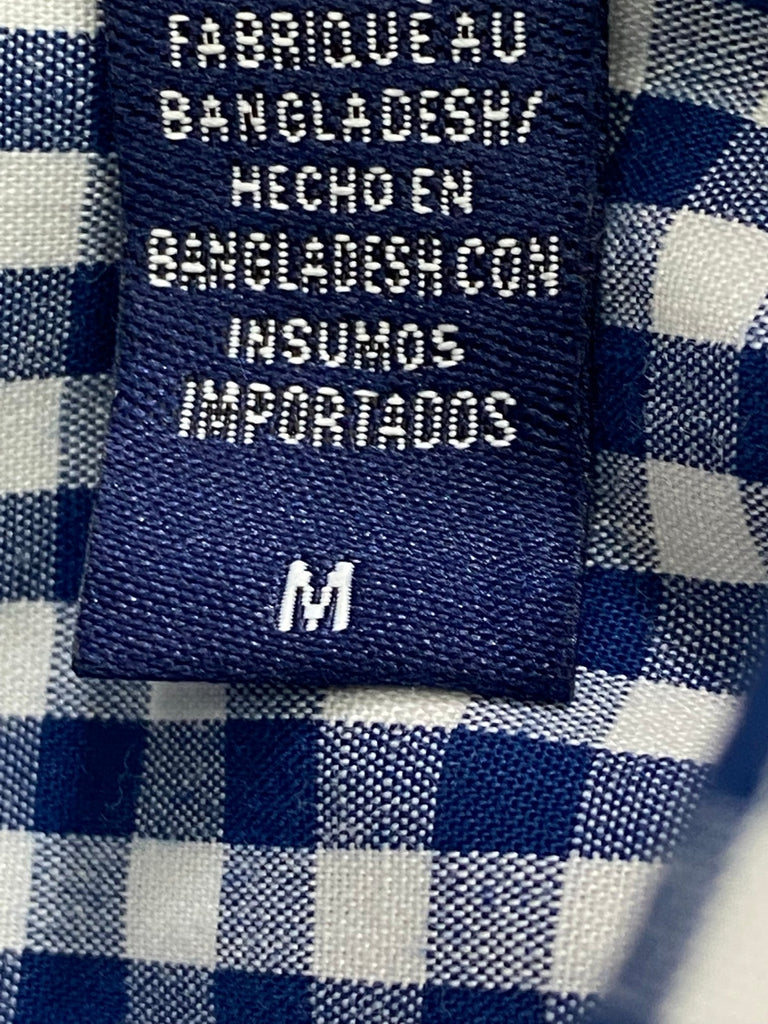 FABRIQUE AU
BANGLADESH/
HECHO EN
BANGLADESH CON
INSUMOS
IMPORTADOS
M